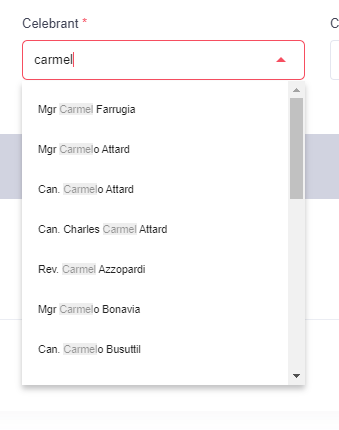 Celebrant *
C
carmel
Mgr Carmel Farrugia
Mgr Carmelo Attard
Can. Carmelo Attard
Can. Charles Carmel Attard
Rev. Carmel Azzopardi
Mgr Carmelo Bonavia
Can. Carmelo Busuttil